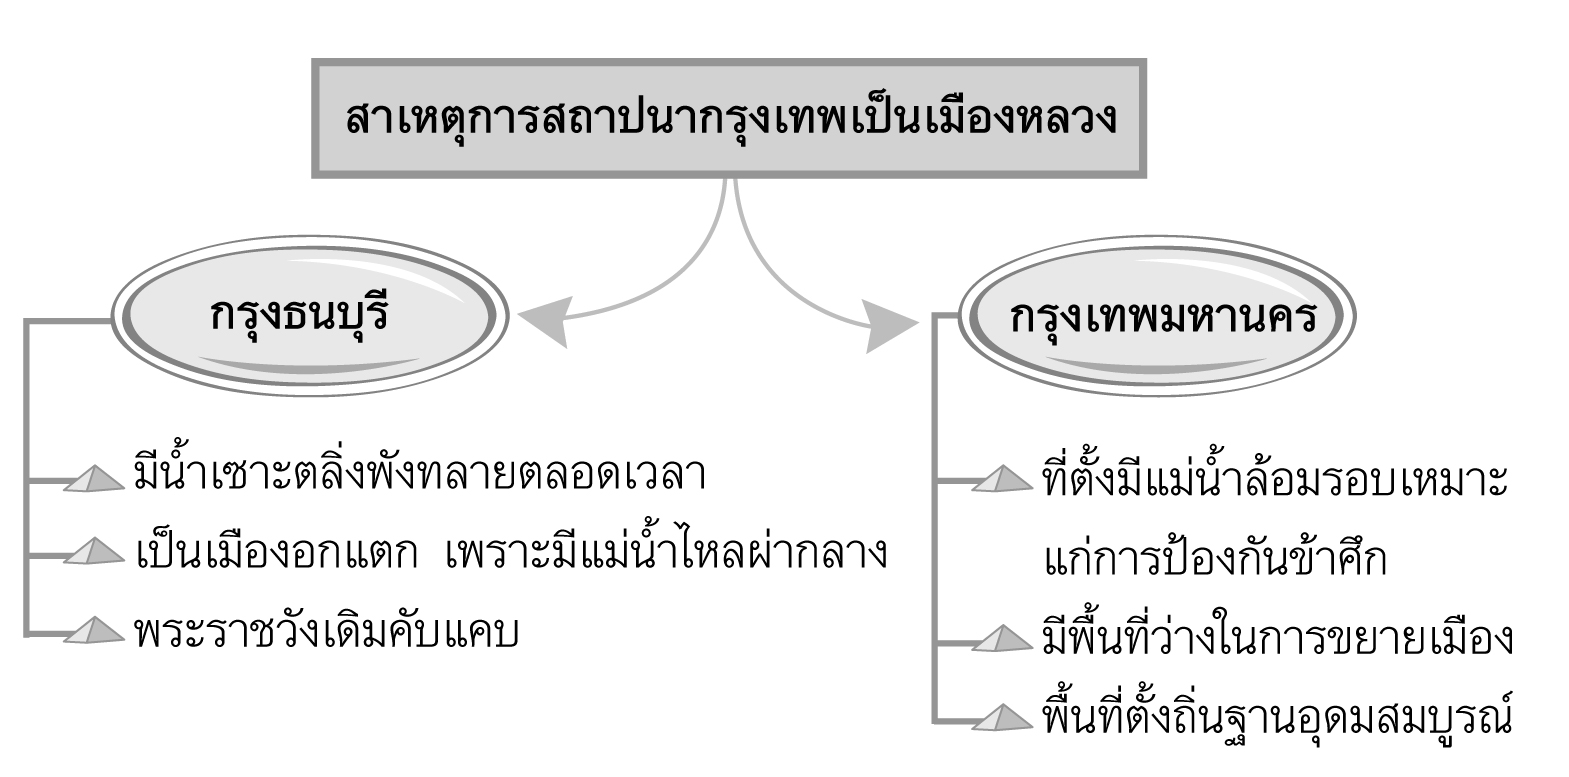 สาเหตุการสถาปนากรุงเทพเป็นเมืองหลวง
กรุงธนบุรี
มีน้ำเซาะตลิ่งพังทลายตลอดเวลา
เป็นเมืองอกแตก เพราะมีแม่น้ำไหลผ่ากลาง
พระราชวังเดิมคับแคบ
กรุงเทพมหานคร
ที่ตั้งมีแม่น้ำล้อมรอบเหมาะ
แก่การป้องกันข้าศึก
มีพื้นที่ว่างในการขยายเมือง
พื้นที่ตั้งถิ่นฐานอุดมสมบูรณ์